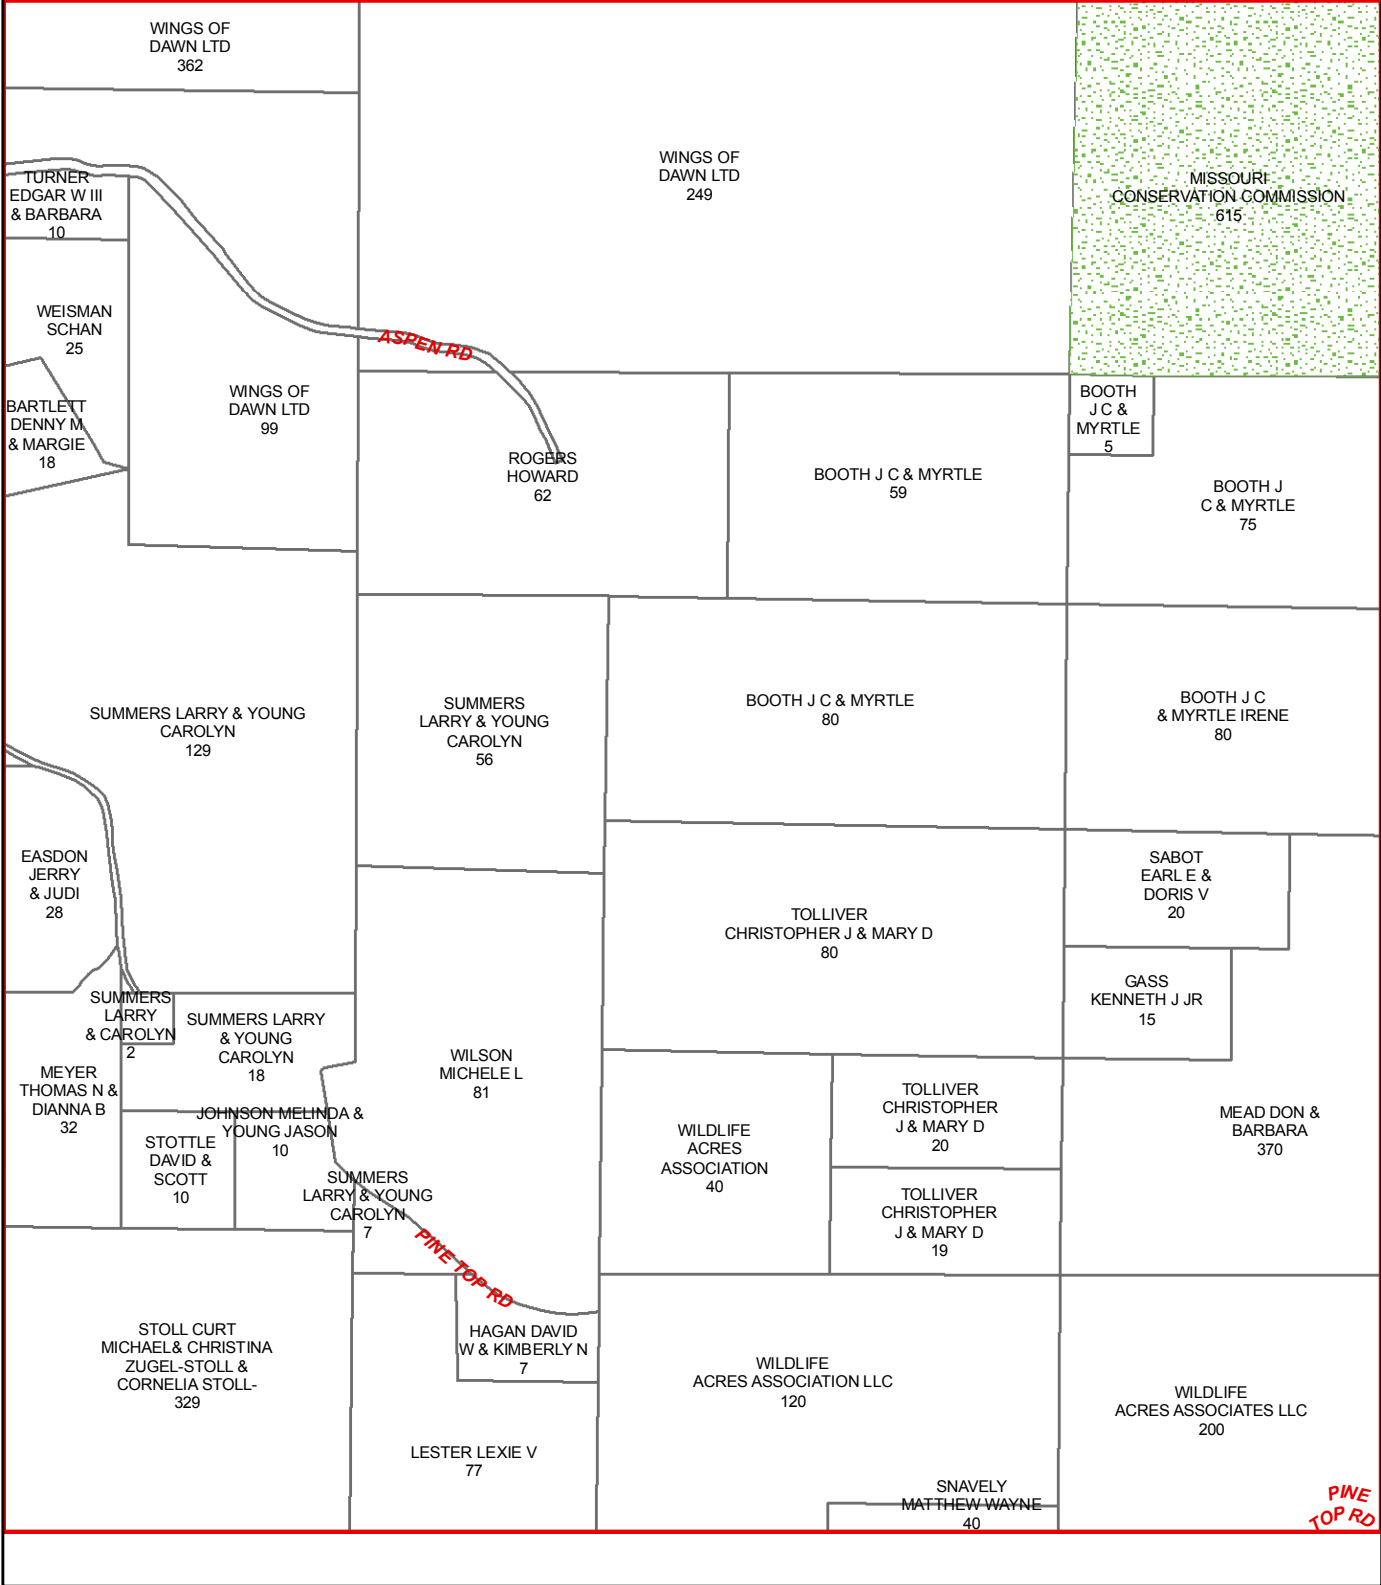 WINGS OF
DAWN LTD
362
WINGS OF
DAWN LTD
249
MISSOURI
CONSERVATION COMMISSION
615
TURNER
EDGAR W III
& BARBARA
10
WEISMAN
SCHAN
25
ASPEN RD
BARTLETT
DENNY M
& MARGIE
18
WINGS OF
DAWN LTD
99
ROGERS
HOWARD
62
BOOTH J C & MYRTLE
59
BOOTH
J C &
MYRTLE
5
BOOTH J
C & MYRTLE
75
SUMMERS LARRY & YOUNG
CAROLYN
129
SUMMERS
LARRY & YOUNG
CAROLYN
56
BOOTH J C & MYRTLE
80
BOOTH J C
& MYRTLE IRENE
80
EASDON
JERRY
& JUDI
28
TOLLIVER
CHRISTOPHER J & MARY D
80
SABOT
EARL E &
DORIS V
20
GASS
KENNETH J JR
15
SUMMERS
LARRY
& CAROLYN
2
SUMMERS LARRY
& YOUNG
CAROLYN
18
WILSON
MICHELE L
81
MEYER
THOMAS N &
DIANNA B
32
JOHNSON MELINDA &
YOUNG JASON
10
STOTTLE
DAVID &
SCOTT
10
WILDLIFE
ACRES
ASSOCIATION
40
TOLLIVER
CHRISTOPHER
J & MARY D
20
MEAD DON &
BARBARA
370
SUMMERS
LARRY & YOUNG
CAROLYN
7
TOLLIVER
CHRISTOPHER
J & MARY D
19
PINE TOP RD
STOLL CURT
MICHAEL& CHRISTINA
ZUGEL-STOLL &
CORNELIA STOLL-
329
HAGAN DAVID
W & KIMBERLY N
7
WILDLIFE
ACRES ASSOCIATION LLC
120
WILDLIFE
ACRES ASSOCIATES LLC
200
LESTER LEXIE V
77
SNAVELY
MATTHEW WAYNE
40
PINE
TOP RD